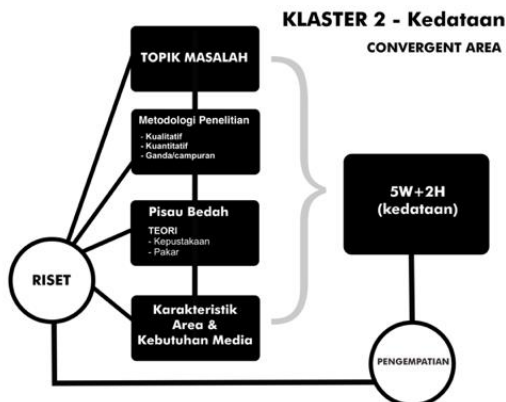 KLASTER 2 - Kedataan
CONVERGENT AREA
TOPIK MASALAH
Metodologi Penelitian
- Kualitatif
- Kuantitatif
- Ganda/campuran
Pisau Bedah
TEORI
- Kepustakaan
- Pakar
Karakteristik
Area &
Kebutuhan Media
RISET
5W+2H
(kedataan)
PENGEMPATIAN